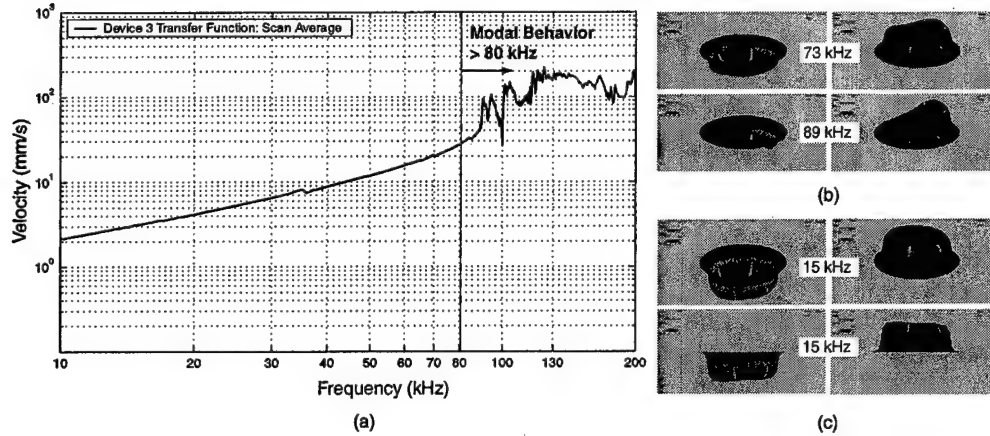 Device 3 Transfer Function: Scan Average
Modal Behavior
> 80 kHz
Velocity (mm/s)
10³
10²
10¹
10⁰
10 20 30 40 50 60 70 80 100 130 200
Frequency (kHz)
(a)
73 kHz
89 kHz
(b)
15 kHz
15 kHz
(c)